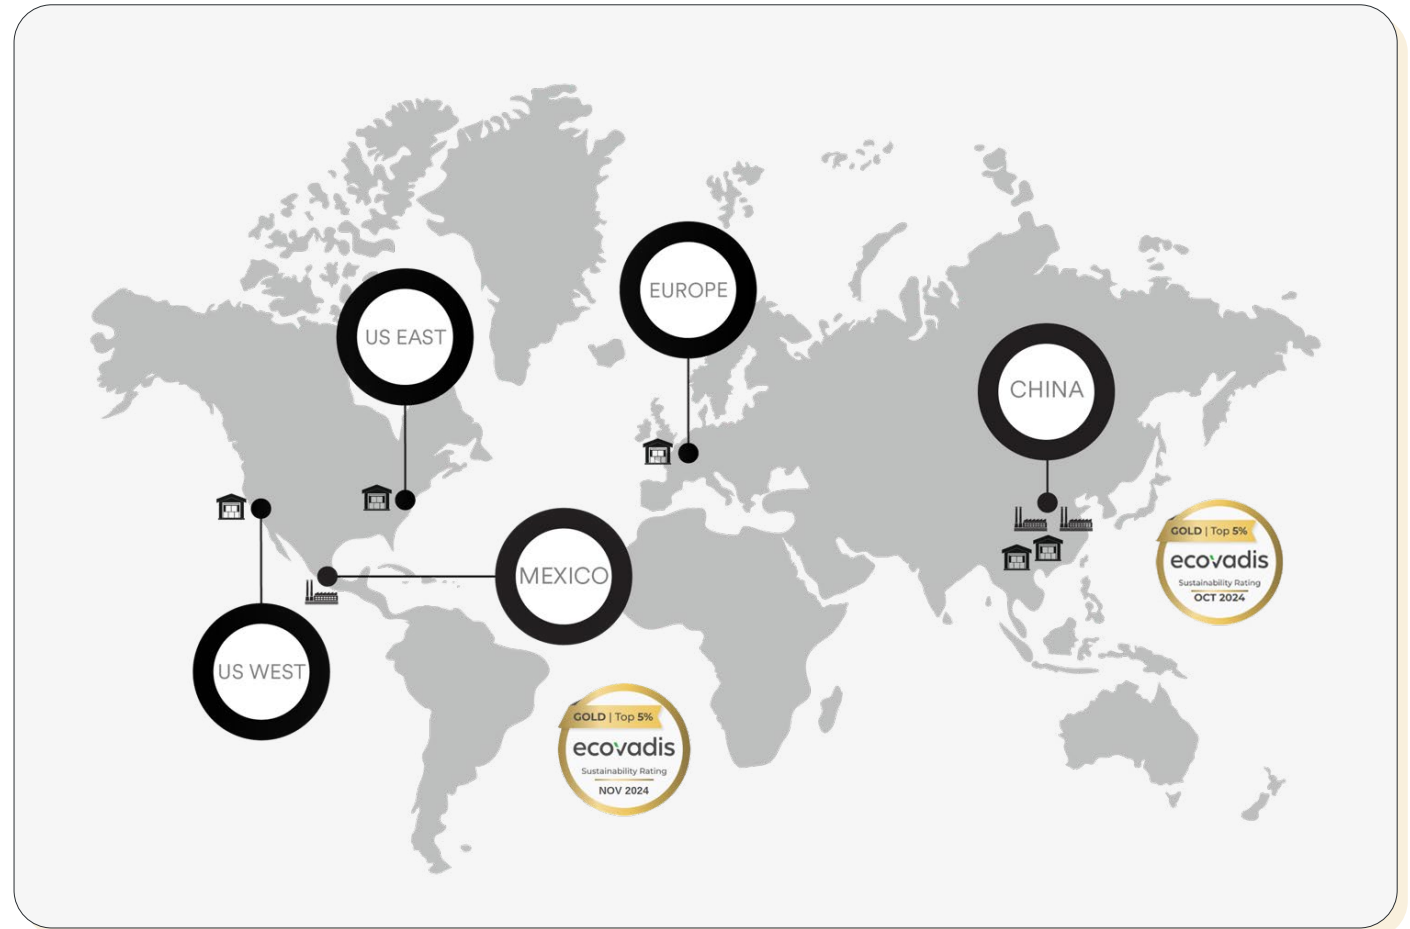 EUROPE
US EAST
CHINA
MEXICO
US WEST
GOLD | Top 5%
ecovadis
Sustainability Rating
OCT 2024
GOLD | Top 5%
ecovadis
Sustainability Rating
NOV 2024